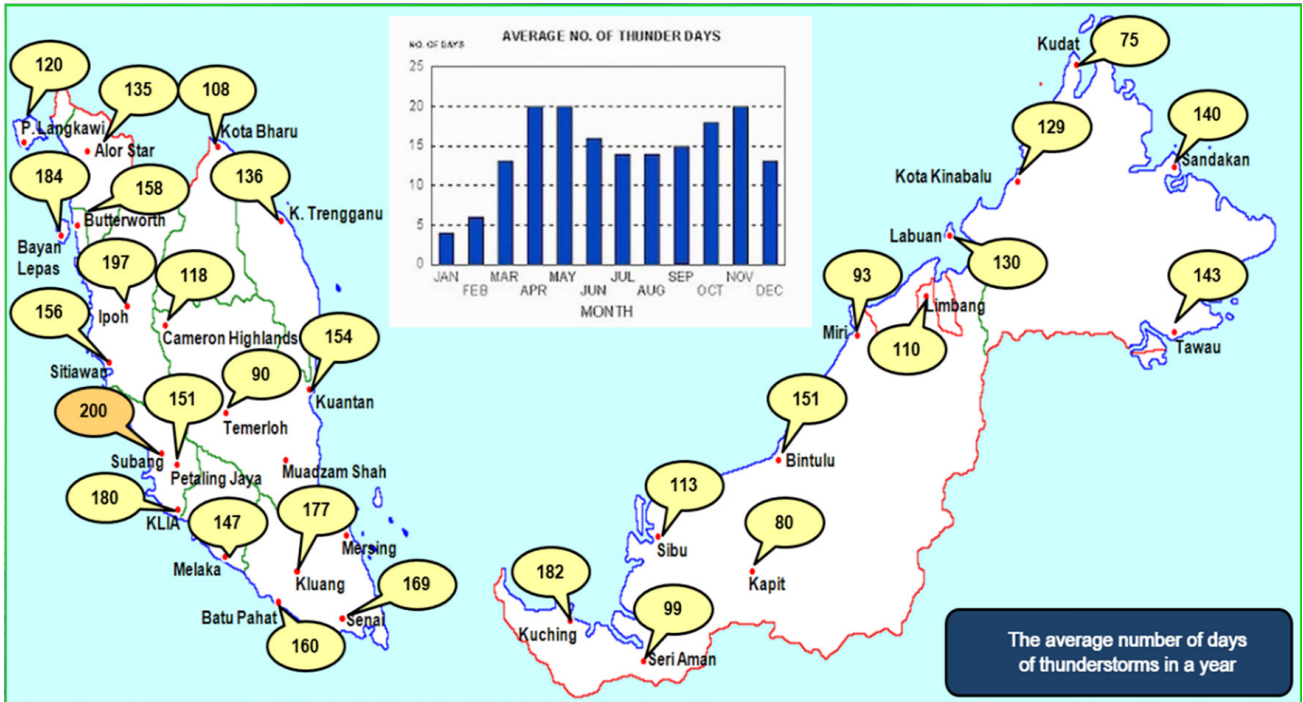 AVERAGE NO. OF THUNDER DAYS
NO. OF DAYS
25
20
15
10
5
0
JAN
FEB
MAR
APR
MAY
JUN
JUL
AUG
SEP
OCT
NOV
DEC
MONTH
120
P. Langkawi
135
Alor Star
108
Kota Bharu
184
Bayan
Lepas
158
Butterworth
136
K. Trengganu
197
Ipoh
118
Cameron Highlands
156
Sitiawan
90
Temerloh
154
Kuantan
200
Subang
151
Petaling Jaya
Muadzam Shah
180
KLIA
147
Melaka
177
Kluang
Mersing
169
Senai
Batu Pahat
160
Kudat
75
129
Kota Kinabalu
140
Sandakan
Labuan
130
93
Miri
Limbang
110
143
Tawau
151
Bintulu
113
Sibu
80
Kapit
182
Kuching
99
Seri Aman
The average number of days
of thunderstorms in a year